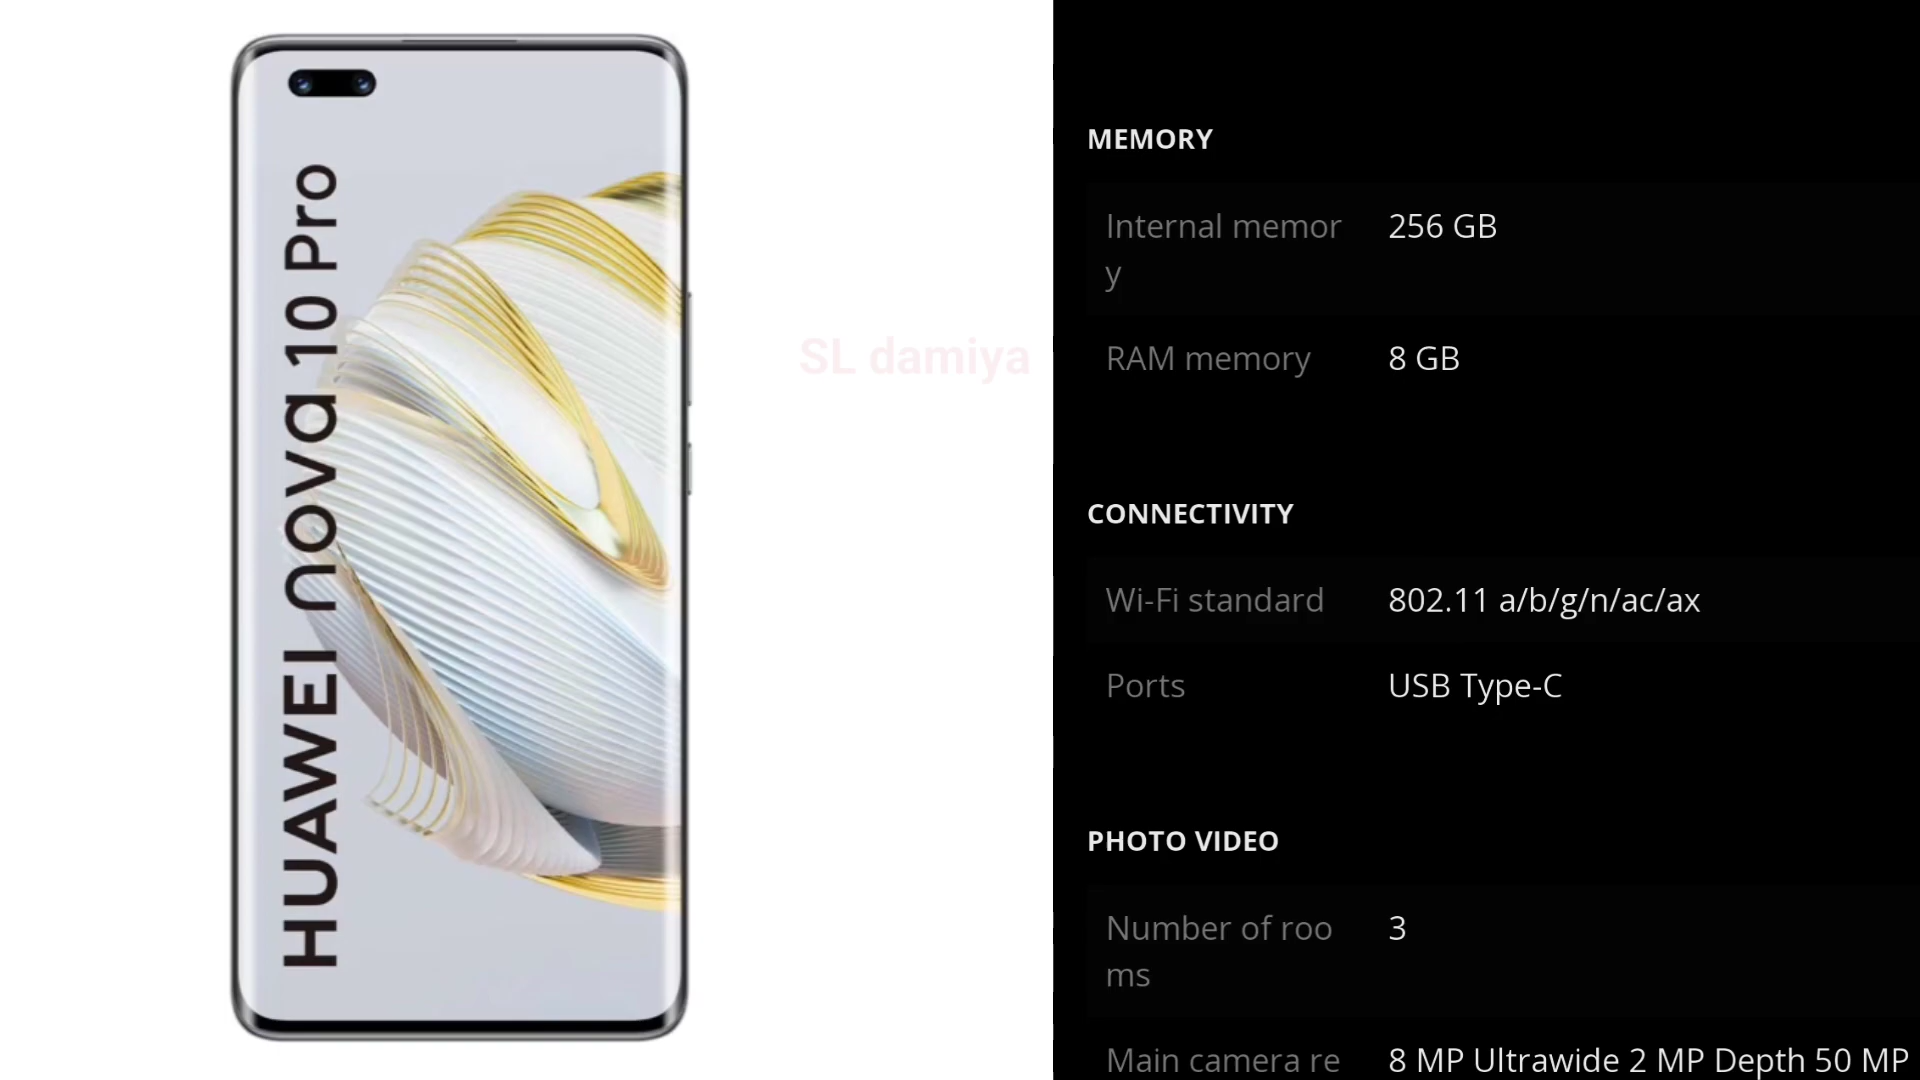 HUAWEI nova 10 Pro
SL damiya
MEMORY
Internal memor
y
256 GB
RAM memory
8 GB
CONNECTIVITY
Wi-Fi standard
802.11 a/b/g/n/ac/ax
Ports
USB Type-C
PHOTO VIDEO
Number of roo
ms
3
Main camera re
8 MP Ultrawide 2 MP Depth 50 MP